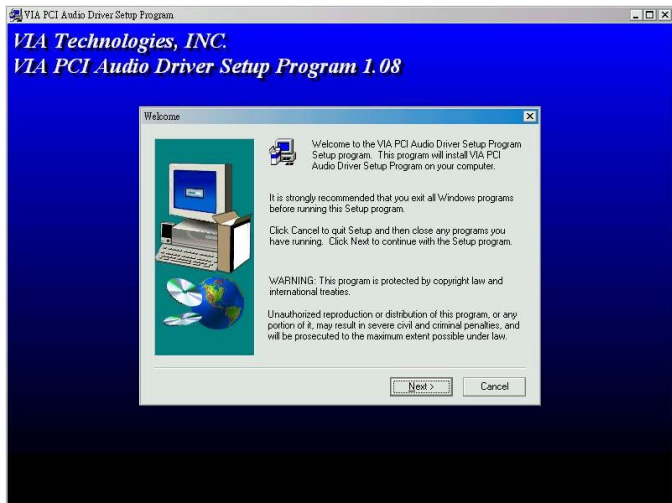 VIA PCI Audio Driver Setup Program
VIA Technologies, INC.
VIA PCI Audio Driver Setup Program 1.08
Welcome
Welcome to the VIA PCI Audio Driver Setup Program
Setup program. This program will install VIA PCI
Audio Driver Setup Program on your computer.
It is strongly recommended that you exit all Windows programs
before running this Setup program.
Click Cancel to quit Setup and then close any programs you
have running. Click Next to continue with the Setup program.
WARNING: This program is protected by copyright law and
international treaties.
Unauthorized reproduction or distribution of this program, or any
portion of it, may result in severe civil and criminal penalties, and
will be prosecuted to the maximum extent possible under law.
Next >
Cancel